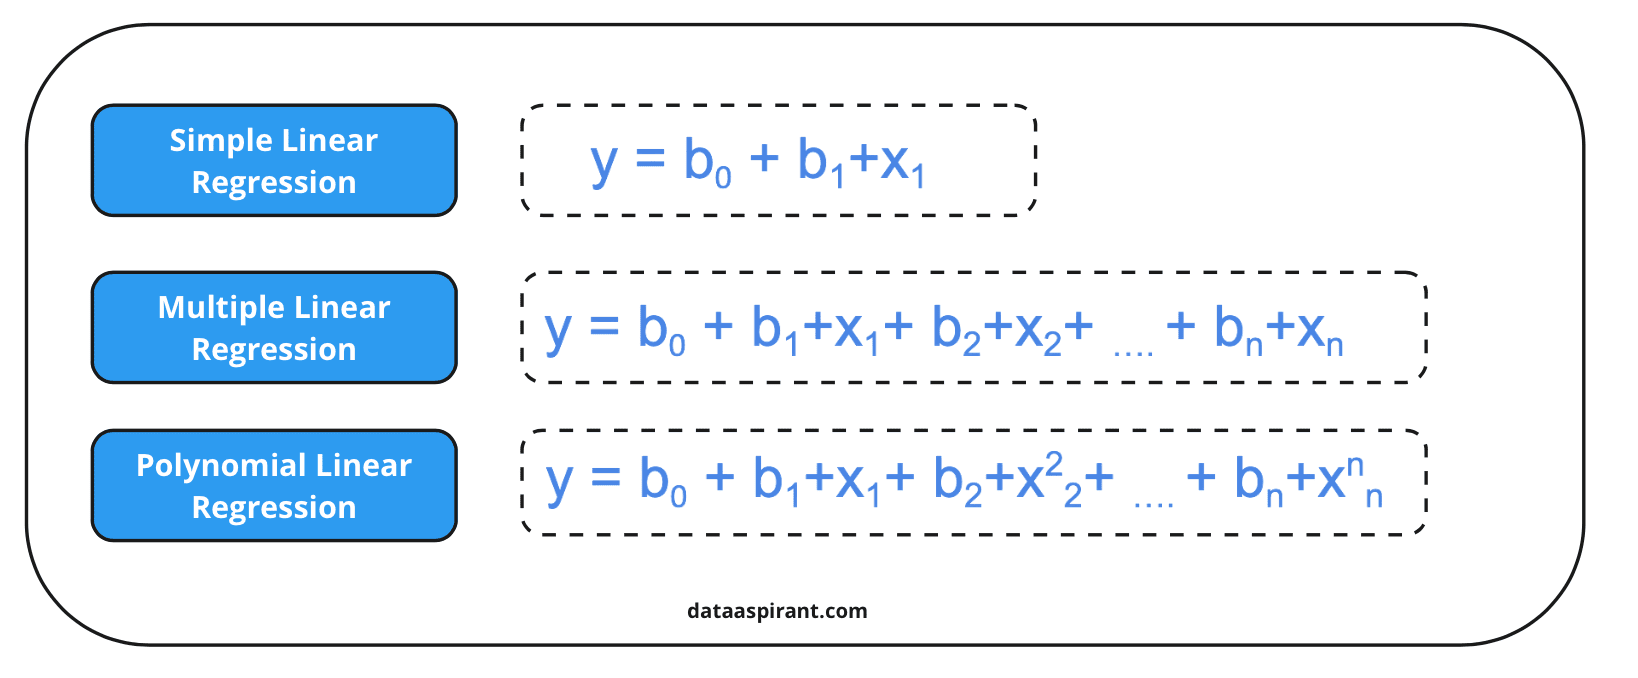 Simple Linear
Regression
y = b₀ + b₁+x₁
Multiple Linear
Regression
y = b₀ + b₁+x₁+ b₂+x₂+ .... + bₙ+xₙ
Polynomial Linear
Regression
y = b₀ + b₁+x₁+ b₂+x²₂+ .... + bₙ+xⁿₙ
dataaspirant.com